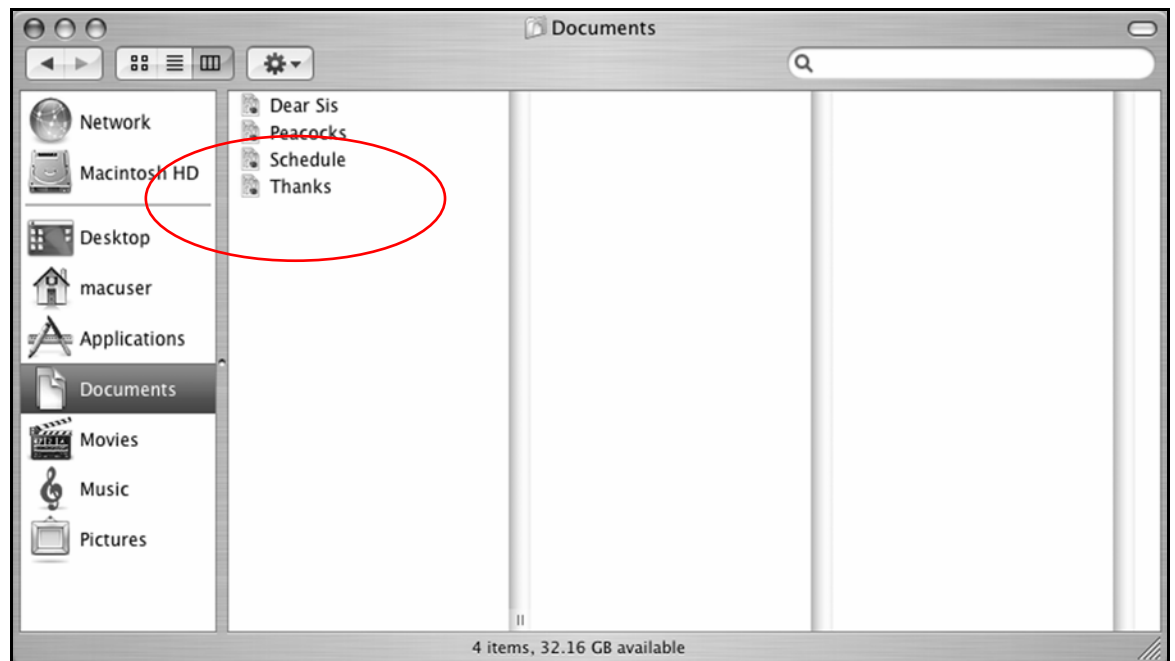 Documents
Network
Macintosh HD
Desktop
macuser
Applications
Documents
Movies
Music
Pictures
Dear Sis
Peacocks
Schedule
Thanks
4 items, 32.16 GB available